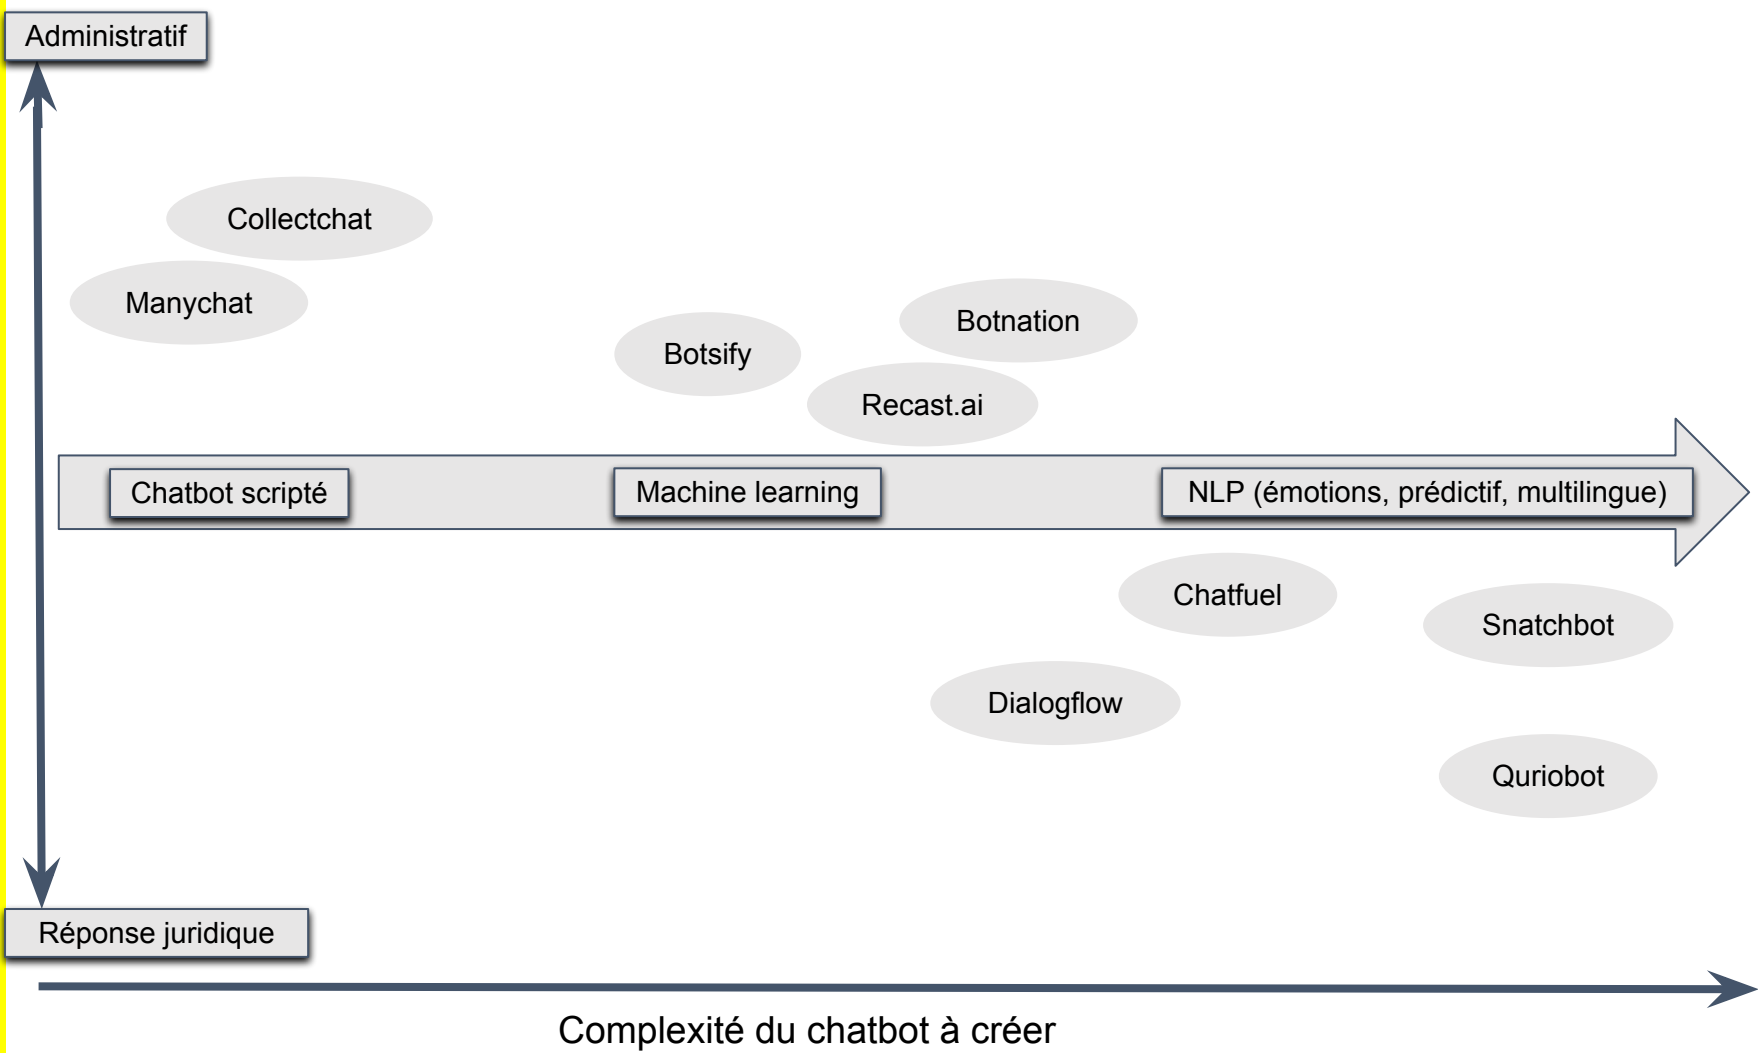 Administratif
Collectchat
Manychat
Botnation
Botsify
Recast.ai
Chatbot scripté
Machine learning
NLP (émotions, prédictif, multilingue)
Chatfuel
Snatchbot
Dialogflow
Quriobot
Réponse juridique
Complexité du chatbot à créer